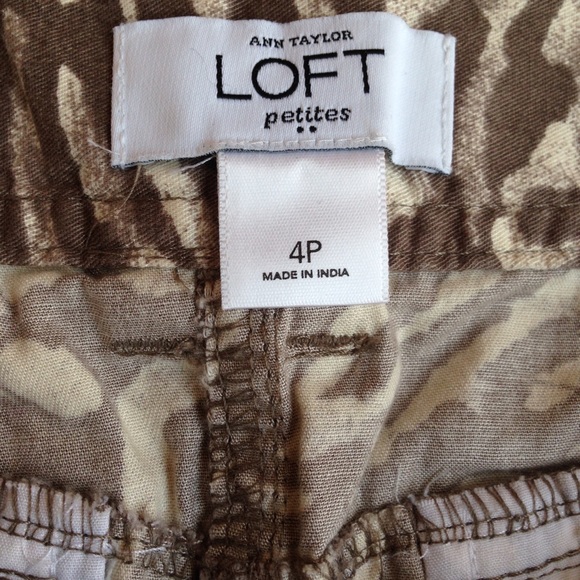 ANN TAYLOR
LOFT
petites
4P
MADE IN INDIA